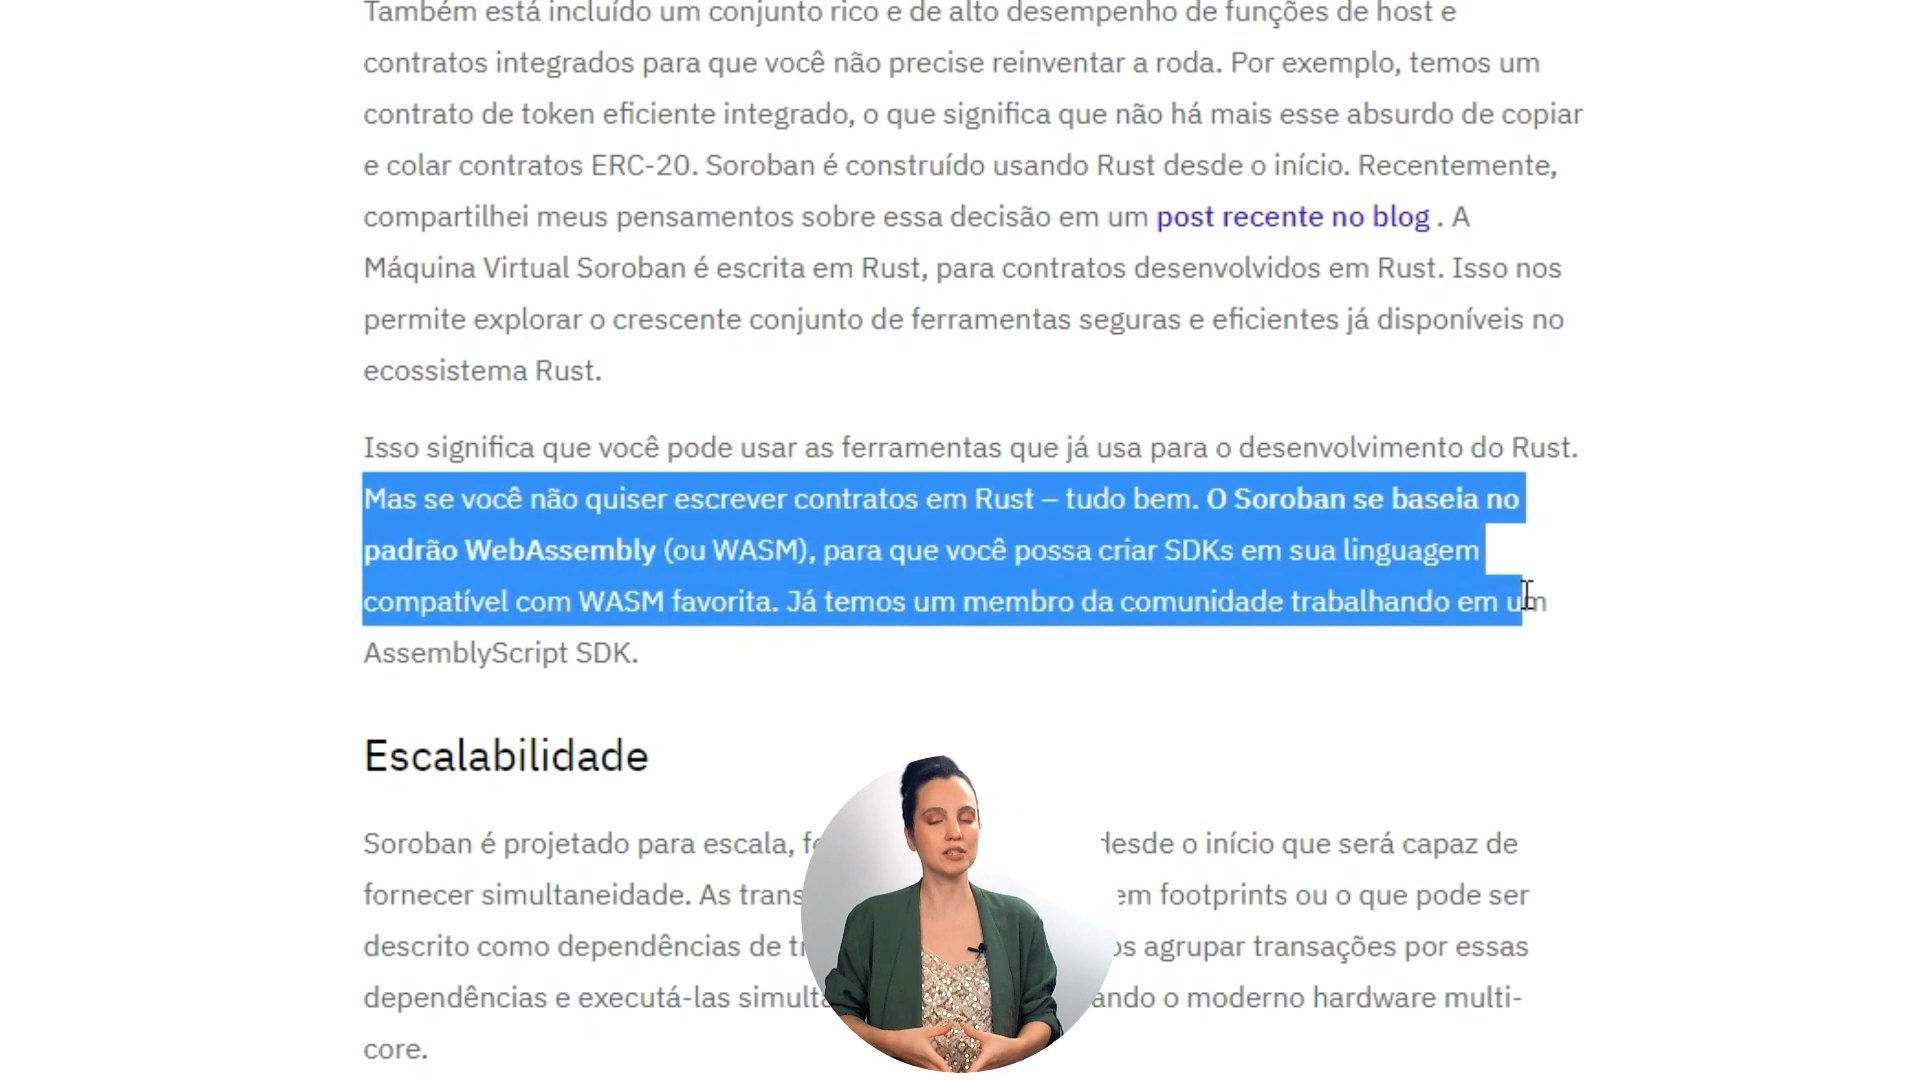 Também está incluído um conjunto rico e de alto desempenho de funções de host e
contratos integrados para que você não precise reinventar a roda. Por exemplo, temos um
contrato de token eficiente integrado, o que significa que não há mais esse absurdo de copiar
e colar contratos ERC-20. Soroban é construído usando Rust desde o início. Recentemente,
compartilhei meus pensamentos sobre essa decisão em um post recente no blog . A
Máquina Virtual Soroban é escrita em Rust, para contratos desenvolvidos em Rust. Isso nos
permite explorar o crescente conjunto de ferramentas seguras e eficientes já disponíveis no
ecossistema Rust.
Isso significa que você pode usar as ferramentas que já usa para o desenvolvimento do Rust.
Mas se você não quiser escrever contratos em Rust – tudo bem. O Soroban se baseia no
padrão WebAssembly (ou WASM), para que você possa criar SDKs em sua linguagem
compatível com WASM favorita. Já temos um membro da comunidade trabalhando em um
AssemblyScript SDK.
Escalabilidade
Soroban é projetado para escala, desde o início que será capaz de
fornecer simultaneidade. As em footprints ou o que pode ser
descrito como dependências de agrupar transações por essas
dependências e executá-las o moderno hardware multi-
core.